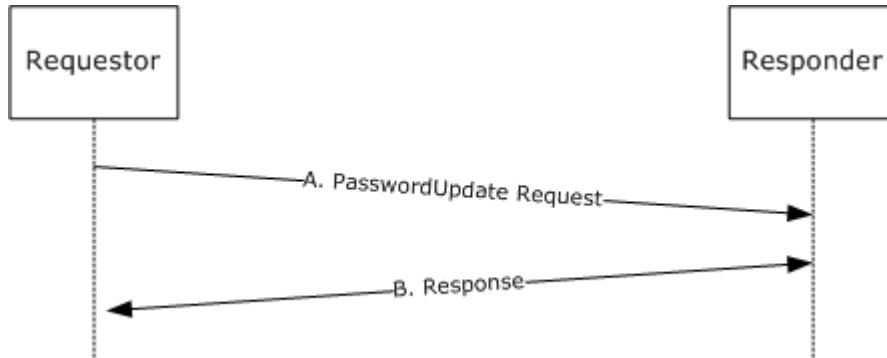 Requestor
Responder
A. PasswordUpdate Request
B. Response